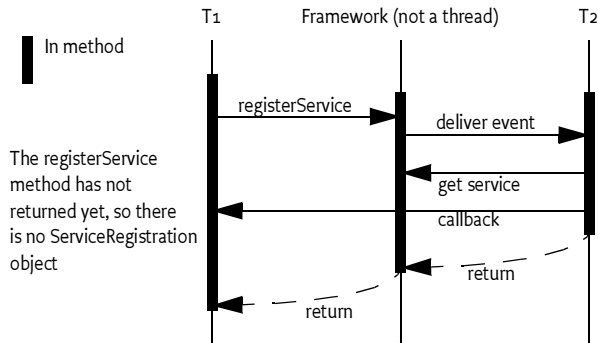 T1
Framework (not a thread)
T2
In method
registerService
deliver event
The registerService
method has not
returned yet, so there
is no ServiceRegistration
object
get service
callback
return
return